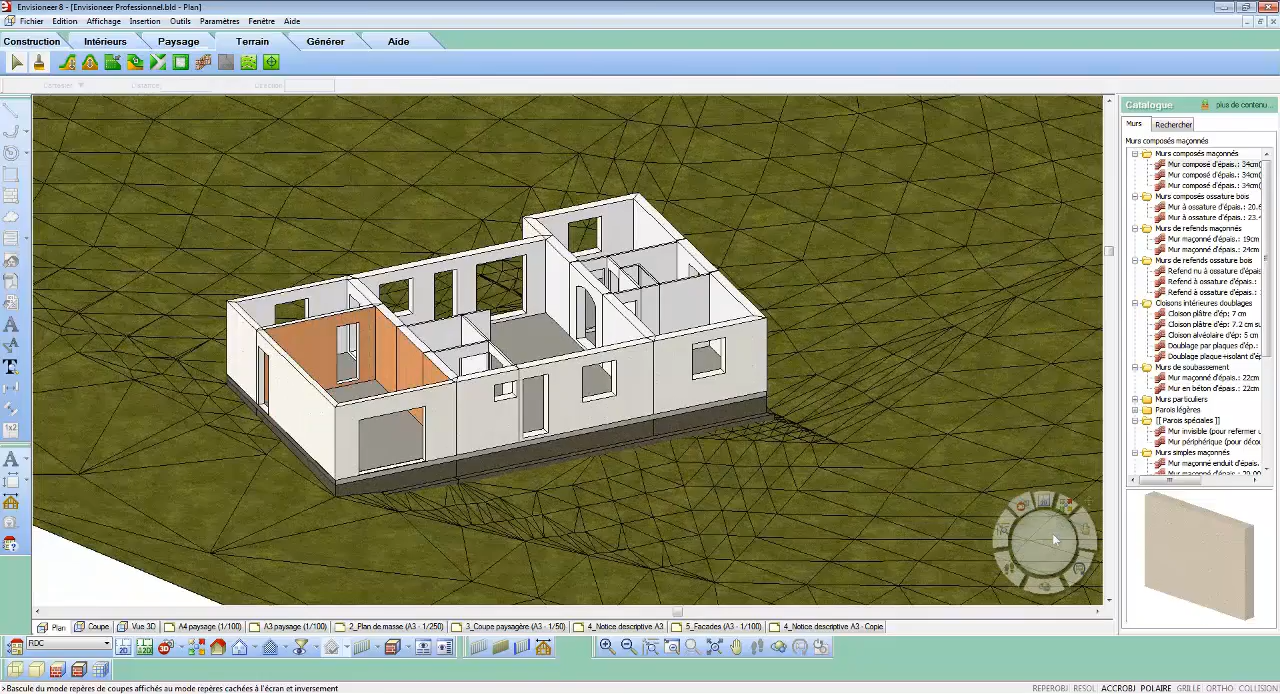 Envisioneer 8 - [Envisioneer Professionnel.bld - Plan]
Fichier Edition Affichage Insertion Outils Paramètres Fenêtre Aide
Construction Intérieurs Paysage Terrain Générer Aide
Distance: Direction:
Catalogue plus de contenu...
Murs Rechercher
Murs composés maçonnés
Murs composés maçonnés
Mur composé d'épais.: 34cm(
Mur composé d'épais.: 34cm(
Mur composé d'épais.: 34cm(
Murs composés ossature bois
Mur à ossature d'épais.: 20.6
Mur à ossature d'épais.: 23.4
Murs de refends maçonnés
Mur maçonné d'épais.: 19cm
Mur maçonné d'épais.: 24cm
Murs de refends ossature bois
Refend nu à ossature d'épais
Refend à ossature d'épais.:
Refend à ossature d'épais.:
Cloisons intérieures doublages
Cloison plâtre d'ép: 7 cm
Cloison plâtre d'ép: 7.2 cm su
Cloison alvéolaire d'ép: 5 cm
Doublage par plaques d'ép.:
Doublage plaque+isolant d'ép
Murs de soubassement
Mur maçonné d'épais.: 22cm
Mur en béton d'épais.: 22cm
Murs particuliers
Parois légères
[[ Parois spéciales ]]
Mur invisible (pour refermer u
Mur périphérique (pour décou
Murs simples maçonnés
Mur maçonné enduit d'épais.
Plan Coupe Vue 3D A4 paysage (1/100) A3 paysage (1/100) 2_Plan de masse (A3 - 1/250) 3_Coupe paysagère (A3 - 1/50) 4_Notice descriptive A3 5_Facades (A3 - 1/100) 4_Notice descriptive A3 - Copie
RDC
>Bascule du mode repères de coupes affichés au mode repères cachées à l'écran et inversement
REPEROBJ RESOL ACCROBJ POLAIRE GRILLE ORTHO COLLISION